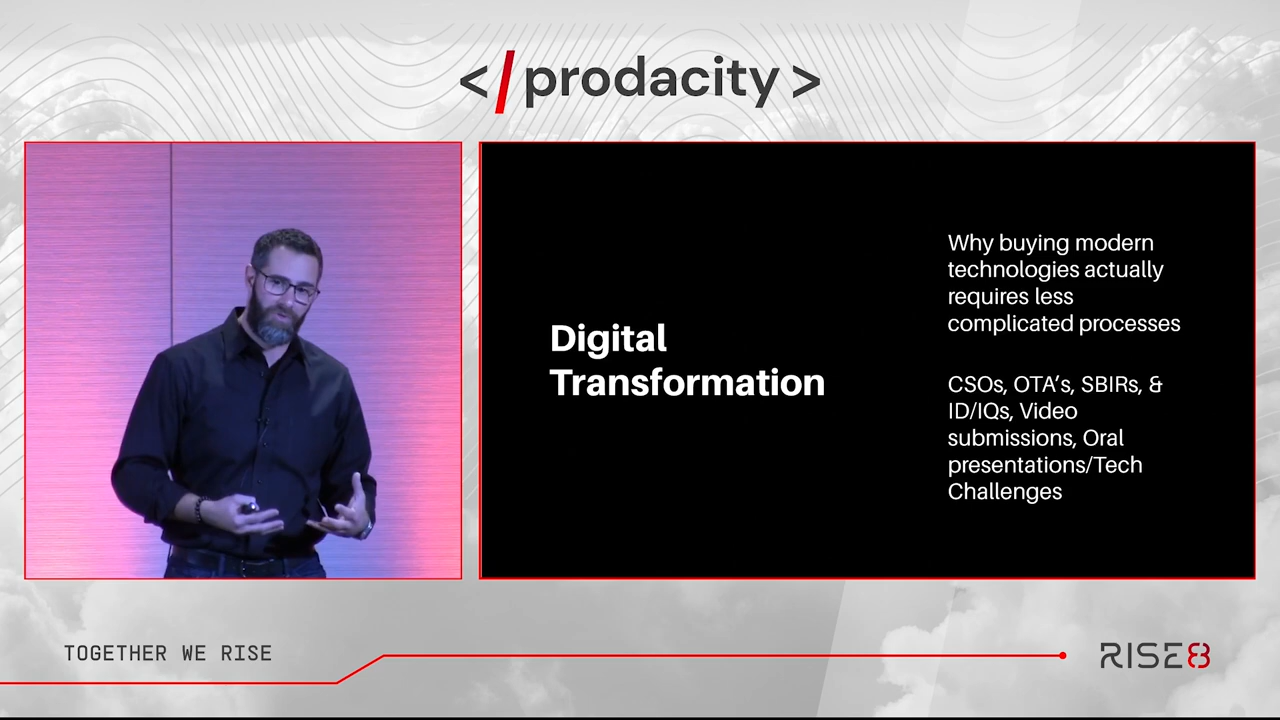 </prodacity>
Digital
Transformation
Why buying modern
technologies actually
requires less
complicated processes
CSOs, OTA’s, SBIRs, &
ID/IQs, Video
submissions, Oral
presentations/Tech
Challenges
TOGETHER WE RISE
RISE8